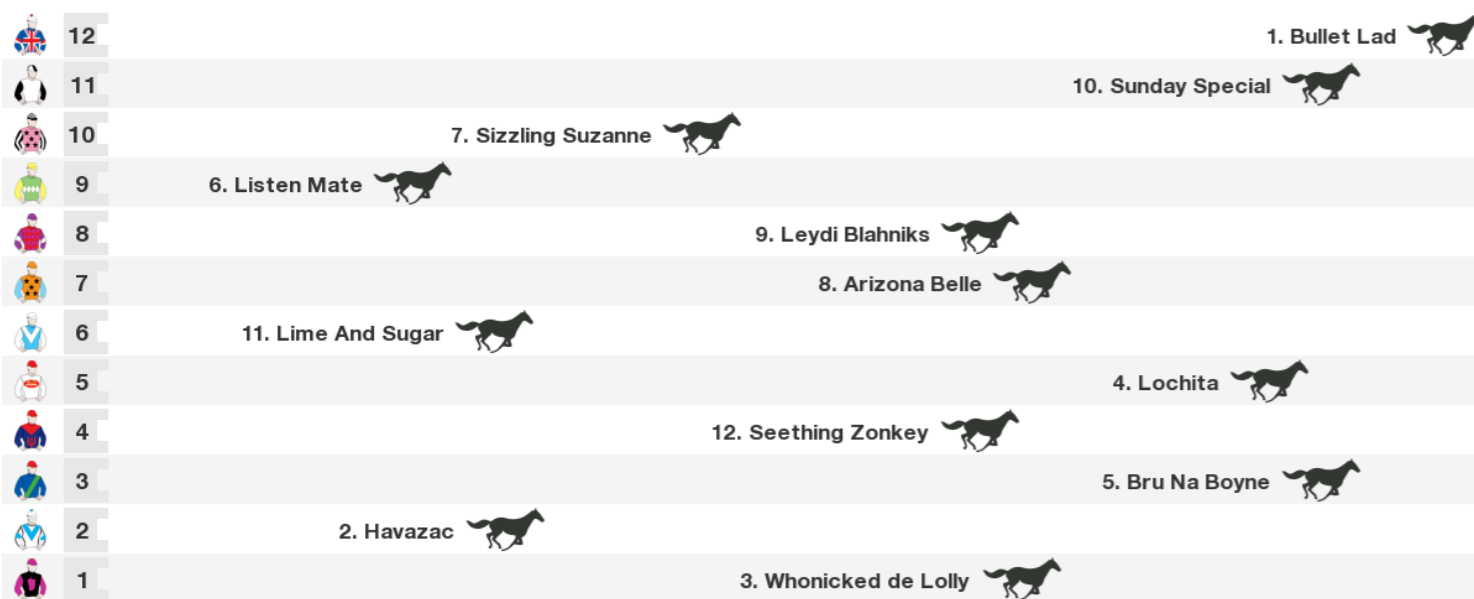 12 1. Bullet Lad
11 10. Sunday Special
10 7. Sizzling Suzanne
9 6. Listen Mate
8 9. Leydi Blahniks
7 8. Arizona Belle
6 11. Lime And Sugar
5 4. Lochita
4 12. Seething Zonkey
3 5. Bru Na Boyne
2 2. Havazac
1 3. Whonicked de Lolly